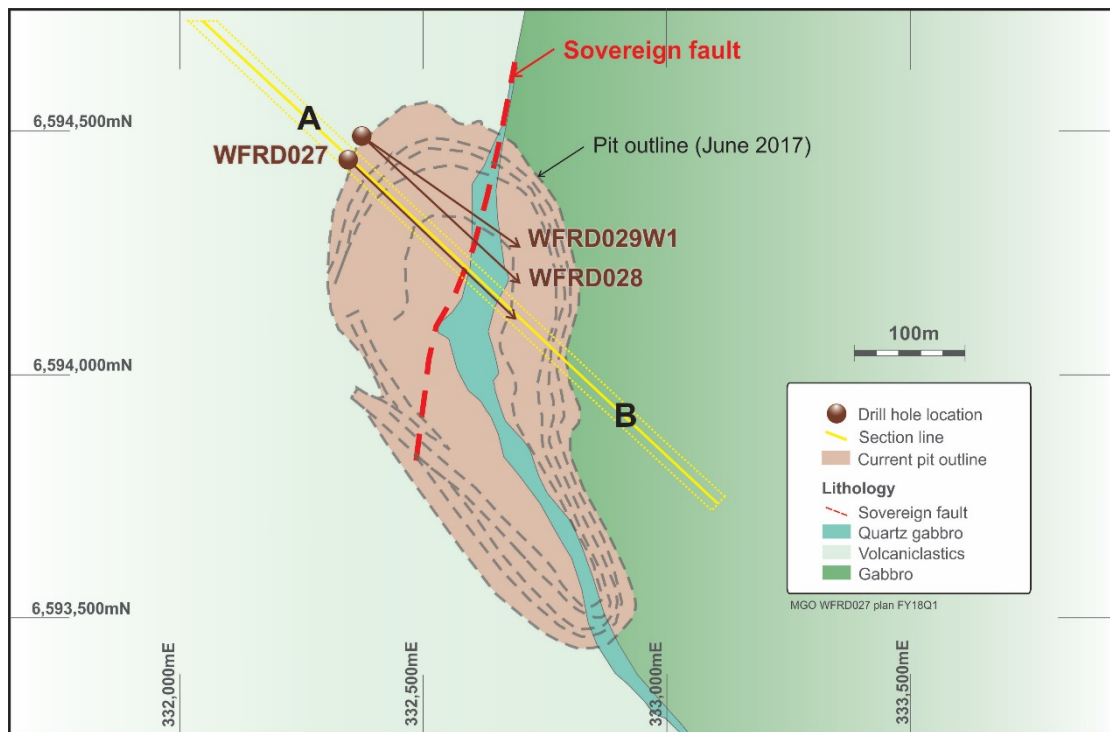 Sovereign fault
6,594,500mN
A
WFRD027
Pit outline (June 2017)
WFRD029W1
WFRD028
100m
6,594,000mN
B
Drill hole location
Section line
Current pit outline
Lithology
Sovereign fault
Quartz gabbro
Volcaniclastics
Gabbro
MGO WFRD027 plan FY18Q1
6,593,500mN
332,000mE
332,500mE
333,000mE
333,500mE